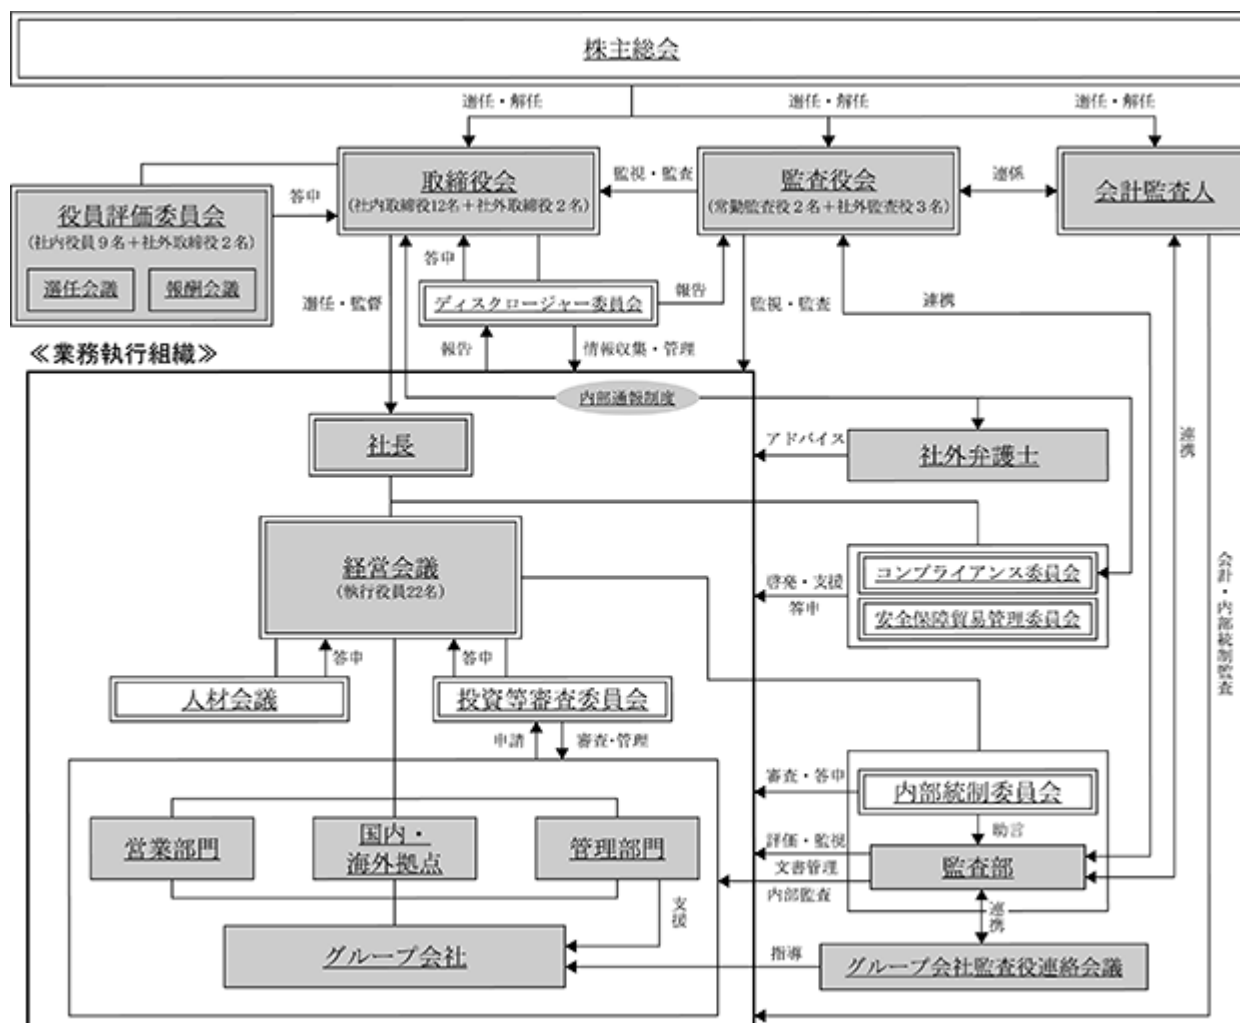 株主総会
選任・解任
選任・解任
選任・解任
取締役会
(社内取締役12名＋社外取締役2名)
監視・監査
監査役会
(常勤監査役2名＋社外監査役3名)
連係
会計監査人
役員評価委員会
(社内役員9名＋社外取締役2名)
選任会議
報酬会議
答申
答申
選任・監督
ディスクロージャー委員会
報告
監視・監査
連携
≪業務執行組織≫
報告
情報収集・管理
内部通報制度
社長
アドバイス
社外弁護士
連携
経営会議
(執行役員22名)
啓発・支援
答申
コンプライアンス委員会
安全保障貿易管理委員会
会計・内部統制監査
答申
答申
人材会議
投資等審査委員会
申請
審査・管理
審査・答申
内部統制委員会
助言
営業部門
国内・
海外拠点
管理部門
評価・監視
文書管理
内部監査
監査部
支援
連携
グループ会社
指導
グループ会社監査役連絡会議